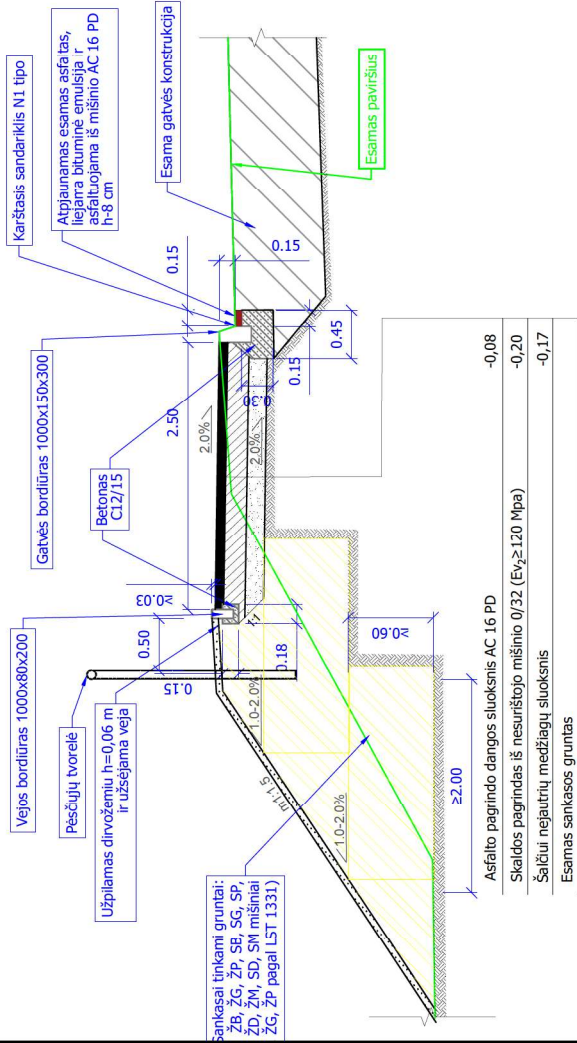 Karštasis sandariklis N1 tipo
Atpjaunamas esamas asfaltas,
liejama bituminė emulsija ir
asfaltuojama iš mišinio AC 16 PD
h-8 cm
Esama gatvės konstrukcija
Esamas paviršius
Gatvės bordiūras 1000x150x300
Betonas
C12/15
Vejos bordiūras 1000x80x200
Pėsčiųjų tvorelė
Užpilamas dirvožemiu h=0,06 m
ir užsėjama veja
Sankasai tinkami gruntai:
ŽB, ŽG, ŽP, SB, SG, SP,
ŽD, ŽM, SD, SM mišiniai
ŽG, ŽP pagal LST 1331)
0.15
0.15
2.50
0.45
0.15
0.30
2.0%
2.0%
≥0.03
0.50
0.15
0.18
1:1
1.0-2.0%
m1:1.5
1.0-2.0%
≥0.60
≥2.00
Asfalto pagrindo dangos sluoksnis AC 16 PD -0,08
Skaldos pagrindas iš nesurištojo mišinio 0/32 (Ev₂≥120 Mpa) -0,20
Šalčiui nejautrių medžiagų sluoksnis -0,17
Esamas sankasos gruntas